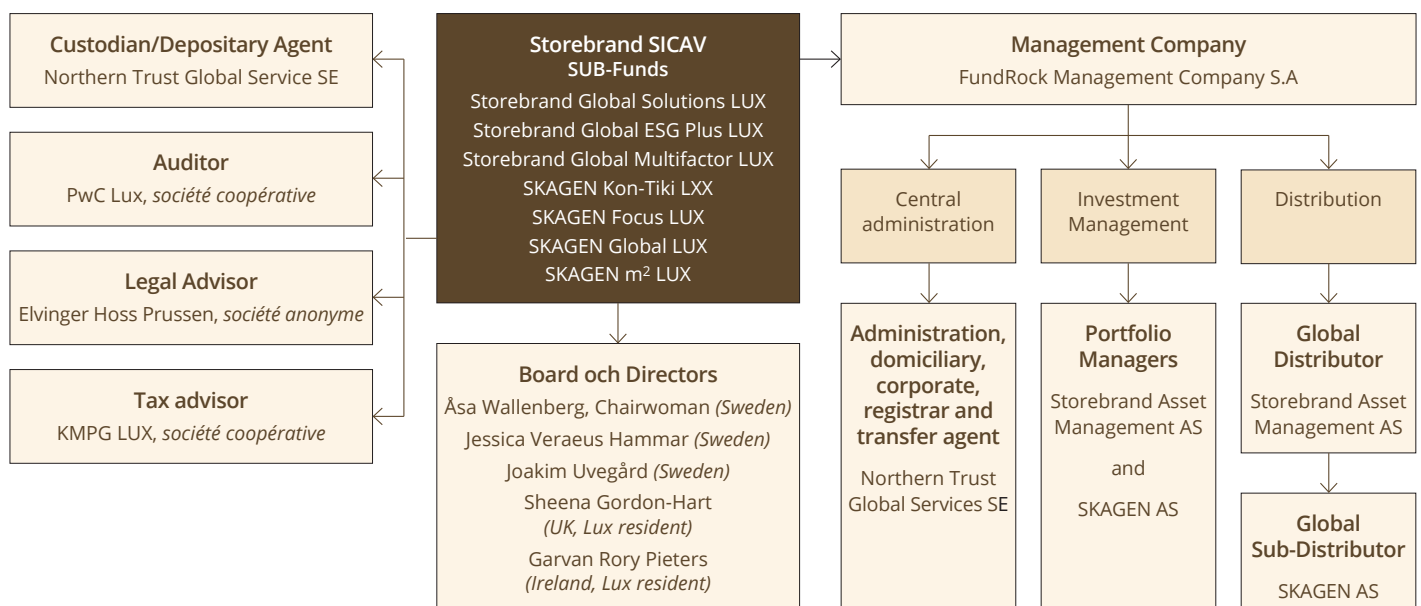 Custodian/Depositary Agent
Northern Trust Global Service SE
Auditor
PwC Lux, société coopérative
Legal Advisor
Elvinger Hoss Prussen, société anonyme
Tax advisor
KMPG LUX, société coopérative
Storebrand SICAV
SUB-Funds
Storebrand Global Solutions LUX
Storebrand Global ESG Plus LUX
Storebrand Global Multifactor LUX
SKAGEN Kon-Tiki LXX
SKAGEN Focus LUX
SKAGEN Global LUX
SKAGEN m² LUX
Board och Directors
Åsa Wallenberg, Chairwoman (Sweden)
Jessica Veraeus Hammar (Sweden)
Joakim Uvegård (Sweden)
Sheena Gordon-Hart
(UK, Lux resident)
Garvan Rory Pieters
(Ireland, Lux resident)
Management Company
FundRock Management Company S.A
Central
administration
Administration,
domiciliary,
corporate,
registrar and
transfer agent
Northern Trust
Global Services SE
Investment
Management
Portfolio
Managers
Storebrand Asset
Management AS
and
SKAGEN AS
Distribution
Global
Distributor
Storebrand Asset
Management AS
Global
Sub-Distributor
SKAGEN AS